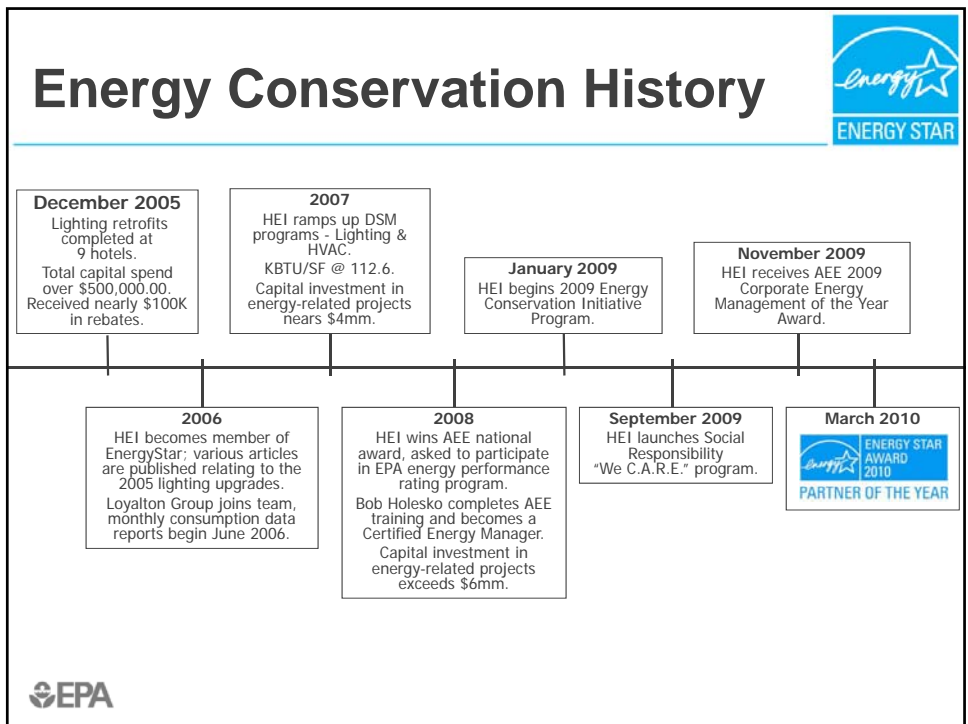 Energy Conservation History
energy
ENERGY STAR
December 2005
Lighting retrofits
completed at
9 hotels.
Total capital spend
over $500,000.00.
Received nearly $100K
in rebates.
2006
HEI becomes member of
EnergyStar; various articles
are published relating to the
2005 lighting upgrades.
Loyalton Group joins team,
monthly consumption data
reports begin June 2006.
2007
HEI ramps up DSM
programs - Lighting &
HVAC.
KBTU/SF @ 112.6.
Capital investment in
energy-related projects
nears $4mm.
2008
HEI wins AEE national
award, asked to participate
in EPA energy performance
rating program.
Bob Holesko completes AEE
training and becomes a
Certified Energy Manager.
Capital investment in
energy-related projects
exceeds $6mm.
January 2009
HEI begins 2009 Energy
Conservation Initiative
Program.
September 2009
HEI launches Social
Responsibility
“We C.A.R.E.” program.
November 2009
HEI receives AEE 2009
Corporate Energy
Management of the Year
Award.
March 2010
energy
ENERGY STAR
AWARD
2010
PARTNER OF THE YEAR
EPA